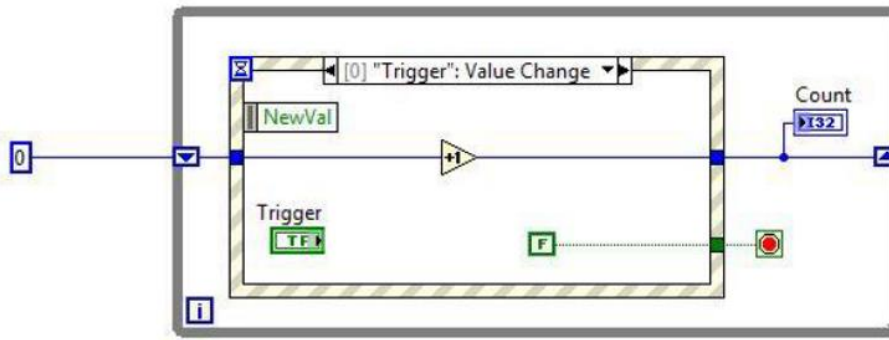 [0] "Trigger": Value Change
NewVal
Count
I32
0
+1
Trigger
TF
F
i